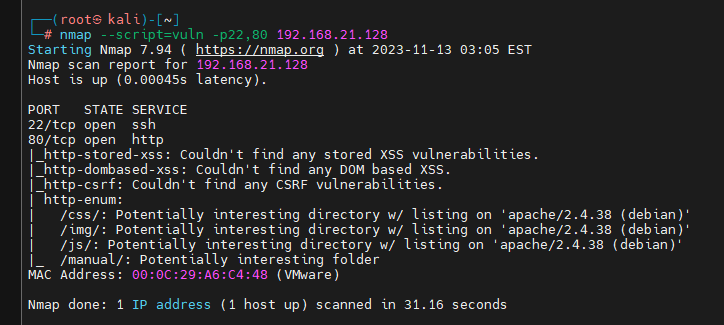 ┌──(root㉿kali)-[~]
└─# nmap --script=vuln -p22,80 192.168.21.128
Starting Nmap 7.94 ( https://nmap.org ) at 2023-11-13 03:05 EST
Nmap scan report for 192.168.21.128
Host is up (0.00045s latency).

PORT   STATE SERVICE
22/tcp open  ssh
80/tcp open  http
|_http-stored-xss: Couldn't find any stored XSS vulnerabilities.
|_http-dombased-xss: Couldn't find any DOM based XSS.
|_http-csrf: Couldn't find any CSRF vulnerabilities.
| http-enum:
|   /css/: Potentially interesting directory w/ listing on 'apache/2.4.38 (debian)'
|   /img/: Potentially interesting directory w/ listing on 'apache/2.4.38 (debian)'
|   /js/: Potentially interesting directory w/ listing on 'apache/2.4.38 (debian)'
|_  /manual/: Potentially interesting folder
MAC Address: 00:0C:29:A6:C4:48 (VMware)

Nmap done: 1 IP address (1 host up) scanned in 31.16 seconds